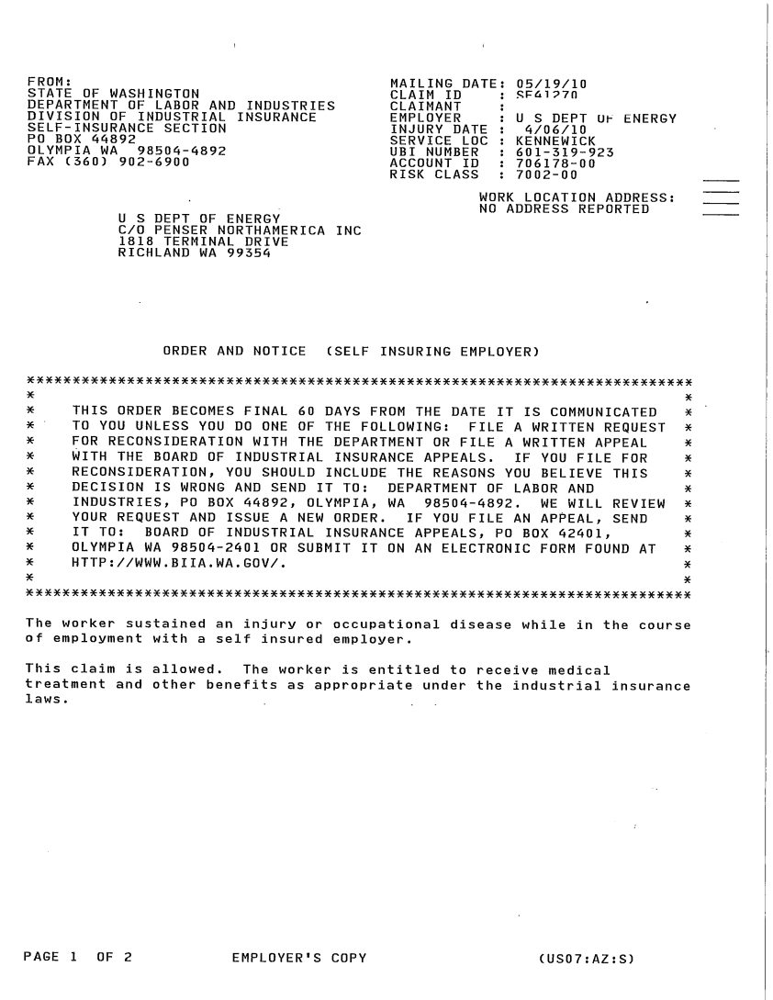 FROM:
STATE OF WASHINGTON
DEPARTMENT OF LABOR AND INDUSTRIES
DIVISION OF INDUSTRIAL INSURANCE
SELF-INSURANCE SECTION
PO BOX 44892
OLYMPIA WA  98504-4892
FAX (360) 902-6900
MAILING DATE: 05/19/10
CLAIM ID    :
CLAIMANT    :
EMPLOYER    : U S DEPT OF ENERGY
INJURY DATE :  4/06/10
SERVICE LOC : KENNEWICK
UBI NUMBER  : 601-319-923
ACCOUNT ID  : 706178-00
RISK CLASS  : 7002-00
WORK LOCATION ADDRESS:
NO ADDRESS REPORTED
U S DEPT OF ENERGY
C/O PENSER NORTHAMERICA INC
1818 TERMINAL DRIVE
RICHLAND WA 99354
ORDER AND NOTICE  (SELF INSURING EMPLOYER)
*************************************************************************
*                                                                       *
*    THIS ORDER BECOMES FINAL 60 DAYS FROM THE DATE IT IS COMMUNICATED   *
*    TO YOU UNLESS YOU DO ONE OF THE FOLLOWING:  FILE A WRITTEN REQUEST  *
*    FOR RECONSIDERATION WITH THE DEPARTMENT OR FILE A WRITTEN APPEAL    *
*    WITH THE BOARD OF INDUSTRIAL INSURANCE APPEALS.  IF YOU FILE FOR    *
*    RECONSIDERATION, YOU SHOULD INCLUDE THE REASONS YOU BELIEVE THIS    *
*    DECISION IS WRONG AND SEND IT TO:  DEPARTMENT OF LABOR AND          *
*    INDUSTRIES, PO BOX 44892, OLYMPIA, WA  98504-4892.  WE WILL REVIEW  *
*    YOUR REQUEST AND ISSUE A NEW ORDER.  IF YOU FILE AN APPEAL, SEND    *
*    IT TO:  BOARD OF INDUSTRIAL INSURANCE APPEALS, PO BOX 42401,        *
*    OLYMPIA WA 98504-2401 OR SUBMIT IT ON AN ELECTRONIC FORM FOUND AT   *
*    HTTP://WWW.BIIA.WA.GOV/.                                            *
*                                                                       *
*************************************************************************
The worker sustained an injury or occupational disease while in the course
of employment with a self insured employer.
This claim is allowed.  The worker is entitled to receive medical
treatment and other benefits as appropriate under the industrial insurance
laws.
PAGE 1  OF 2
EMPLOYER'S COPY
(US07:AZ:S)